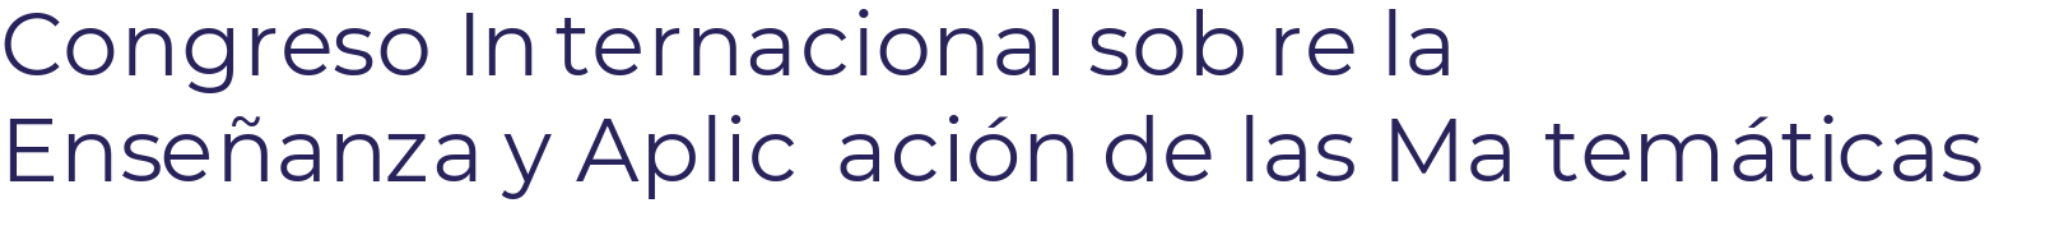 Congreso In ternacional sob re la
Enseñanza y Aplic ación de las Ma temáticas